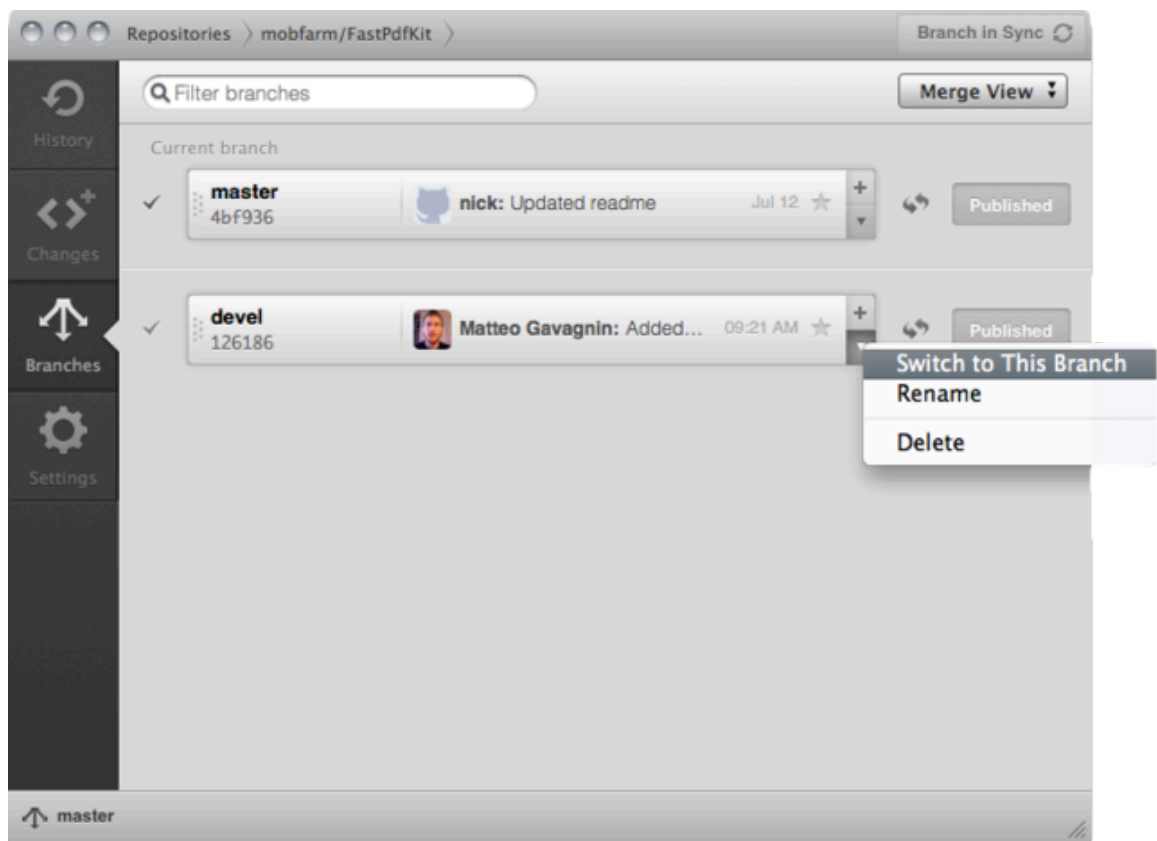 Repositories mobfarm/FastPdfKit Branch in Sync
Filter branches Merge View
History
Current branch
master nick: Updated readme Jul 12 Published
4bf936
Changes
devel Matteo Gavagnin: Added... 09:21 AM Published
126186
Branches
Switch to This Branch
Rename
Delete
Settings
master